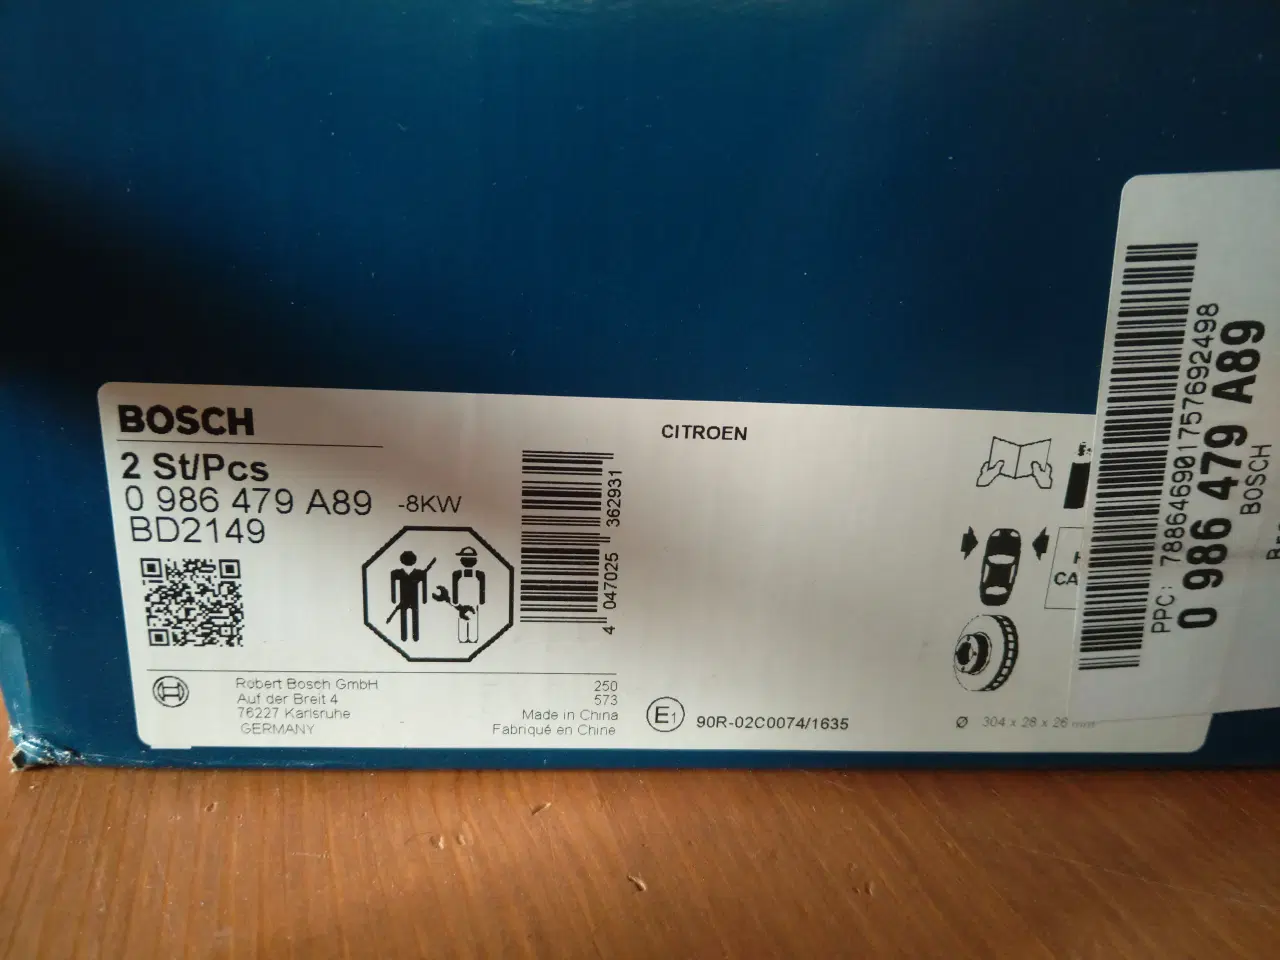 BOSCH
2 St/Pcs
0 986 479 A89 -8KW
BD2149
4 047025 362931
CITROEN
Robert Bosch GmbH
Auf der Breit 4
76227 Karlsruhe
GERMANY
250
573
Made in China
Fabriqué en Chine
E1 90R-02C0074/1635
Ø 304 x 28 x 26 mm
CA
PPC: 7886469017575692498
0 986 479 A89
BOSCH